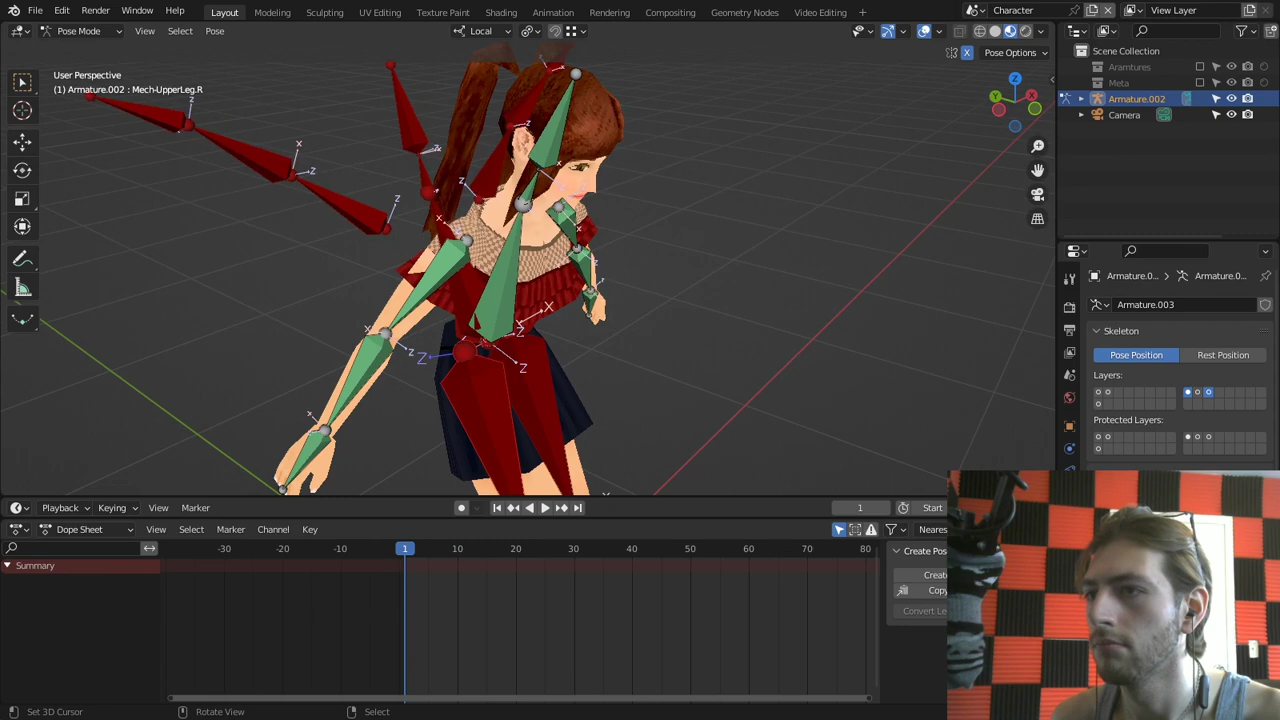 File Edit Render Window Help Layout Modeling Sculpting UV Editing Texture Paint Shading Animation Rendering Compositing Geometry Nodes Video Editing + Character View Layer
Pose Mode View Select Pose Local
X Pose Options
User Perspective
(1) Armature.002 : Mech-UpperLeg.R
Scene Collection
Aramtures
Meta
Armature.002
Camera
Armature.0... Armature.0...
Armature.003
Skeleton
Pose Position Rest Position
Layers:
Protected Layers:
Playback Keying View Marker 1 Start
Dope Sheet View Select Marker Channel Key Neares
-30 -20 -10 1 10 20 30 40 50 60 70 80
Summary
Create Pos
Create
Copy
Convert Le
Set 3D Cursor Rotate View Select